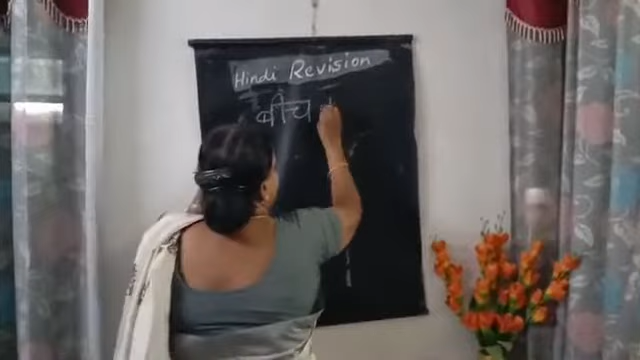 Hindi Revision
बीच